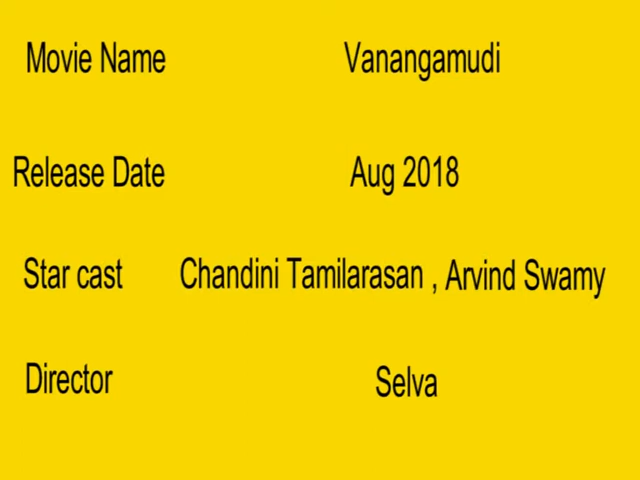 Movie Name Vanangamudi
Release Date Aug 2018
Star cast Chandini Tamilarasan , Arvind Swamy
Director Selva